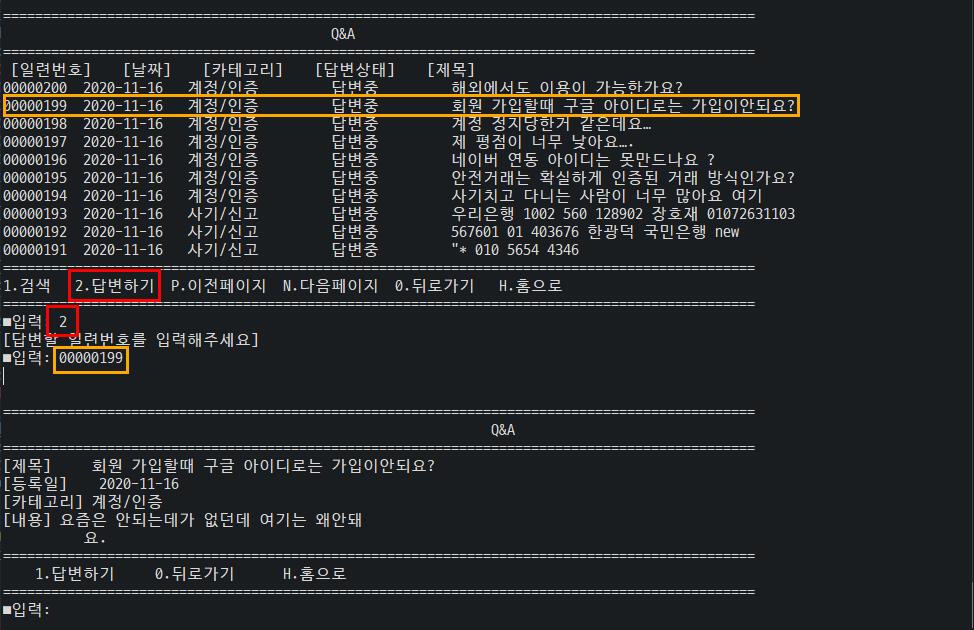 ===============================================================================================
Q&A
===============================================================================================
[일련번호] [날짜] [카테고리] [답변상태] [제목]
00000200 2020-11-16 계정/인증 답변중 해외에서도 이용이 가능한가요?
00000199 2020-11-16 계정/인증 답변중 회원 가입할때 구글 아이디로는 가입이안되요?
00000198 2020-11-16 계정/인증 답변중 계정 정지당한거 같은데요…
00000197 2020-11-16 계정/인증 답변중 제 평점이 너무 낮아요….
00000196 2020-11-16 계정/인증 답변중 네이버 연동 아이디는 못만드나요 ?
00000195 2020-11-16 계정/인증 답변중 안전거래는 확실하게 인증된 거래 방식인가요?
00000194 2020-11-16 계정/인증 답변중 사기치고 다니는 사람이 너무 많아요 여기
00000193 2020-11-16 사기/신고 답변중 우리은행 1002 560 128902 장호재 01072631103
00000192 2020-11-16 사기/신고 답변중 567601 01 403676 한광덕 국민은행 new
00000191 2020-11-16 사기/신고 답변중 "* 010 5654 4346
===============================================================================================
1.검색 2.답변하기 P.이전페이지 N.다음페이지 0.뒤로가기 H.홈으로
===============================================================================================
■입력: 2
[답변할 일련번호를 입력해주세요]
■입력: 00000199
===============================================================================================
Q&A
===============================================================================================
[제목] 회원 가입할때 구글 아이디로는 가입이안되요?
[등록일] 2020-11-16
[카테고리] 계정/인증
[내용] 요즘은 안되는데가 없던데 여기는 왜안돼
요.
===============================================================================================
1.답변하기 0.뒤로가기 H.홈으로
===============================================================================================
■입력: